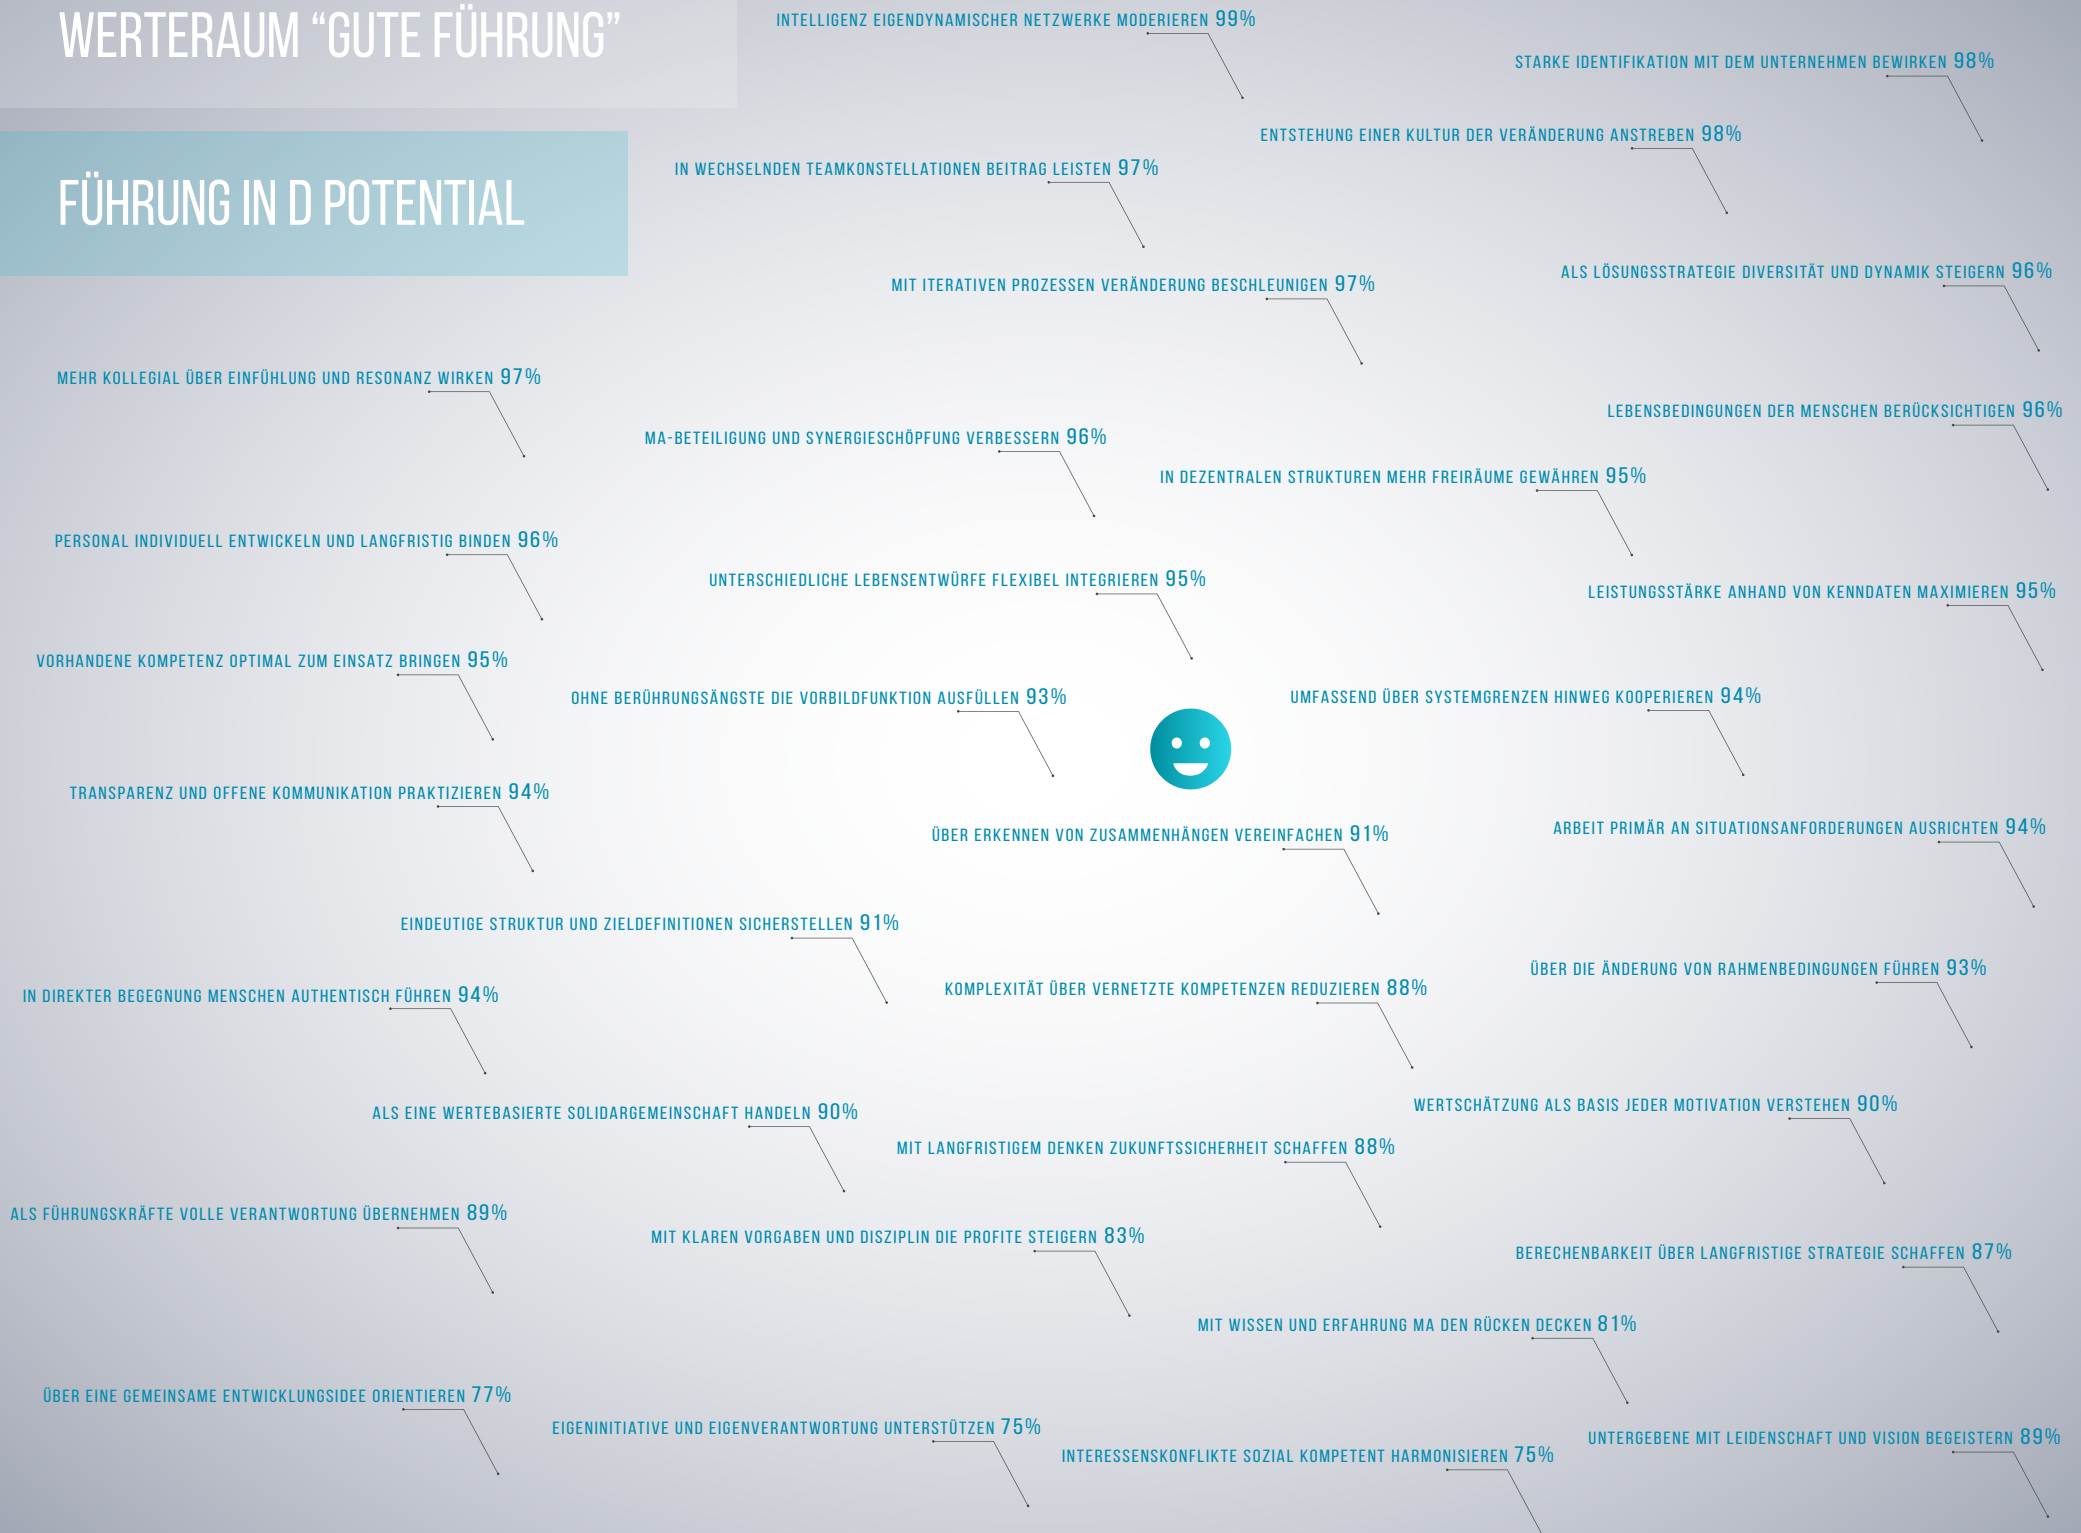 WERTERAUM “GUTE FÜHRUNG”
FÜHRUNG IN D POTENTIAL
INTELLIGENZ EIGENDYNAMISCHER NETZWERKE MODERIEREN 99%
STARKE IDENTIFIKATION MIT DEM UNTERNEHMEN BEWIRKEN 98%
ENTSTEHUNG EINER KULTUR DER VERÄNDERUNG ANSTREBEN 98%
IN WECHSELNDEN TEAMKONSTELLATIONEN BEITRAG LEISTEN 97%
ALS LÖSUNGSSTRATEGIE DIVERSITÄT UND DYNAMIK STEIGERN 96%
MIT ITERATIVEN PROZESSEN VERÄNDERUNG BESCHLEUNIGEN 97%
MEHR KOLLEGIAL ÜBER EINFÜHLUNG UND RESONANZ WIRKEN 97%
LEBENSBEDINGUNGEN DER MENSCHEN BERÜCKSICHTIGEN 96%
MA-BETEILIGUNG UND SYNERGIESCHÖPFUNG VERBESSERN 96%
IN DEZENTRALEN STRUKTUREN MEHR FREIRÄUME GEWÄHREN 95%
PERSONAL INDIVIDUELL ENTWICKELN UND LANGFRISTIG BINDEN 96%
UNTERSCHIEDLICHE LEBENSENTWÜRFE FLEXIBEL INTEGRIEREN 95%
LEISTUNGSSTÄRKE ANHAND VON KENNDATEN MAXIMIEREN 95%
VORHANDENE KOMPETENZ OPTIMAL ZUM EINSATZ BRINGEN 95%
OHNE BERÜHRUNGSÄNGSTE DIE VORBILDFUNKTION AUSFÜLLEN 93%
UMFASSEND ÜBER SYSTEMGRENZEN HINWEG KOOPERIEREN 94%
TRANSPARENZ UND OFFENE KOMMUNIKATION PRAKTIZIEREN 94%
ÜBER ERKENNEN VON ZUSAMMENHÄNGEN VEREINFACHEN 91%
ARBEIT PRIMÄR AN SITUATIONSANFORDERUNGEN AUSRICHTEN 94%
EINDEUTIGE STRUKTUR UND ZIELDEFINITIONEN SICHERSTELLEN 91%
ÜBER DIE ÄNDERUNG VON RAHMENBEDINGUNGEN FÜHREN 93%
IN DIREKTER BEGEGNUNG MENSCHEN AUTHENTISCH FÜHREN 94%
KOMPLEXITÄT ÜBER VERNETZTE KOMPETENZEN REDUZIEREN 88%
ALS EINE WERTEBASIERTE SOLIDARGEMEINSCHAFT HANDELN 90%
WERTSCHÄTZUNG ALS BASIS JEDER MOTIVATION VERSTEHEN 90%
MIT LANGFRISTIGEM DENKEN ZUKUNFTSSICHERHEIT SCHAFFEN 88%
ALS FÜHRUNGSKRÄFTE VOLLE VERANTWORTUNG ÜBERNEHMEN 89%
MIT KLAREN VORGABEN UND DISZIPLIN DIE PROFITE STEIGERN 83%
BERECHENBARKEIT ÜBER LANGFRISTIGE STRATEGIE SCHAFFEN 87%
MIT WISSEN UND ERFAHRUNG MA DEN RÜCKEN DECKEN 81%
ÜBER EINE GEMEINSAME ENTWICKLUNGSIDEE ORIENTIEREN 77%
EIGENINITIATIVE UND EIGENVERANTWORTUNG UNTERSTÜTZEN 75%
UNTERGEBENE MIT LEIDENSCHAFT UND VISION BEGEISTERN 89%
INTERESSENSKONFLIKTE SOZIAL KOMPETENT HARMONISIEREN 75%